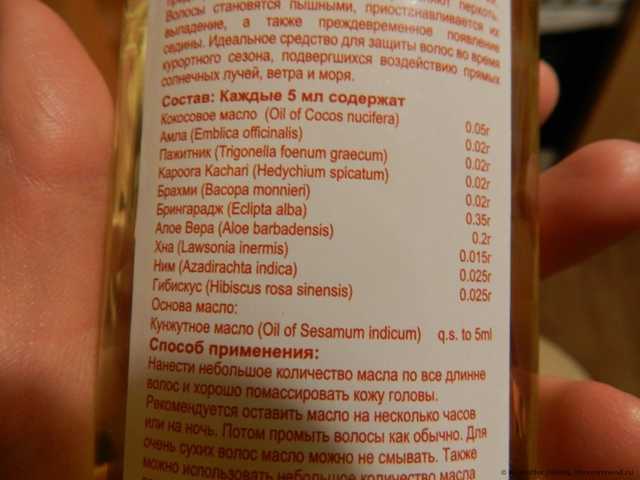 перхоть.
Волосы становятся пышными, приостанавливается их
выпадение, а также преждевременное появление
седины. Идеальное средство для защиты волос во время
курортного сезона, подвергшихся воздействию прямых
солнечных лучей, ветра и моря.
Состав: Каждые 5 мл содержат
Кокосовое масло (Oil of Cocos nucifera) 0.05г
Амла (Emblica officinalis) 0.02г
Пажитник (Trigonella foenum graecum) 0.02г
Kapoora Kachari (Hedychium spicatum) 0.02г
Брахми (Bacopa monnieri) 0.02г
Брингарадж (Eclipta alba) 0.35г
Алое Вера (Aloe barbadensis) 0.2г
Хна (Lawsonia inermis) 0.015г
Ним (Azadirachta indica) 0.025г
Гибискус (Hibiscus rosa sinensis) 0.025г
Основа масло:
Кунжутное масло (Oil of Sesamum indicum) q.s. to 5ml
Способ применения:
Нанести небольшое количество масла по все длинне
волос и хорошо помассировать кожу головы.
Рекомендуется оставить масло на несколько часов
или на ночь. Потом промыть волосы как обычно. Для
очень сухих волос масло можно не смывать. Также
можно использовать небольшое количество масла